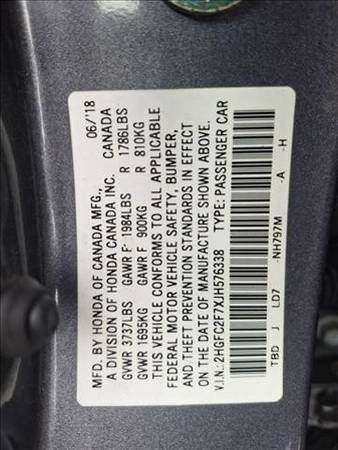 MFD. BY HONDA OF CANADA MFG., 06/'18
A DIVISION OF HONDA CANADA INC. CANADA
GVWR 3737LBS GAWR F 1984LBS R 1786LBS
GVWR 1695KG GAWR F 900KG R 810KG
THIS VEHICLE CONFORMS TO ALL APPLICABLE
FEDERAL MOTOR VEHICLE SAFETY, BUMPER,
AND THEFT PREVENTION STANDARDS IN EFFECT
ON THE DATE OF MANUFACTURE SHOWN ABOVE.
V.I.N.: 2HGFC2F7XJH576338 TYPE: PASSENGER CAR
TBD J LD7 -NH797M -A -H